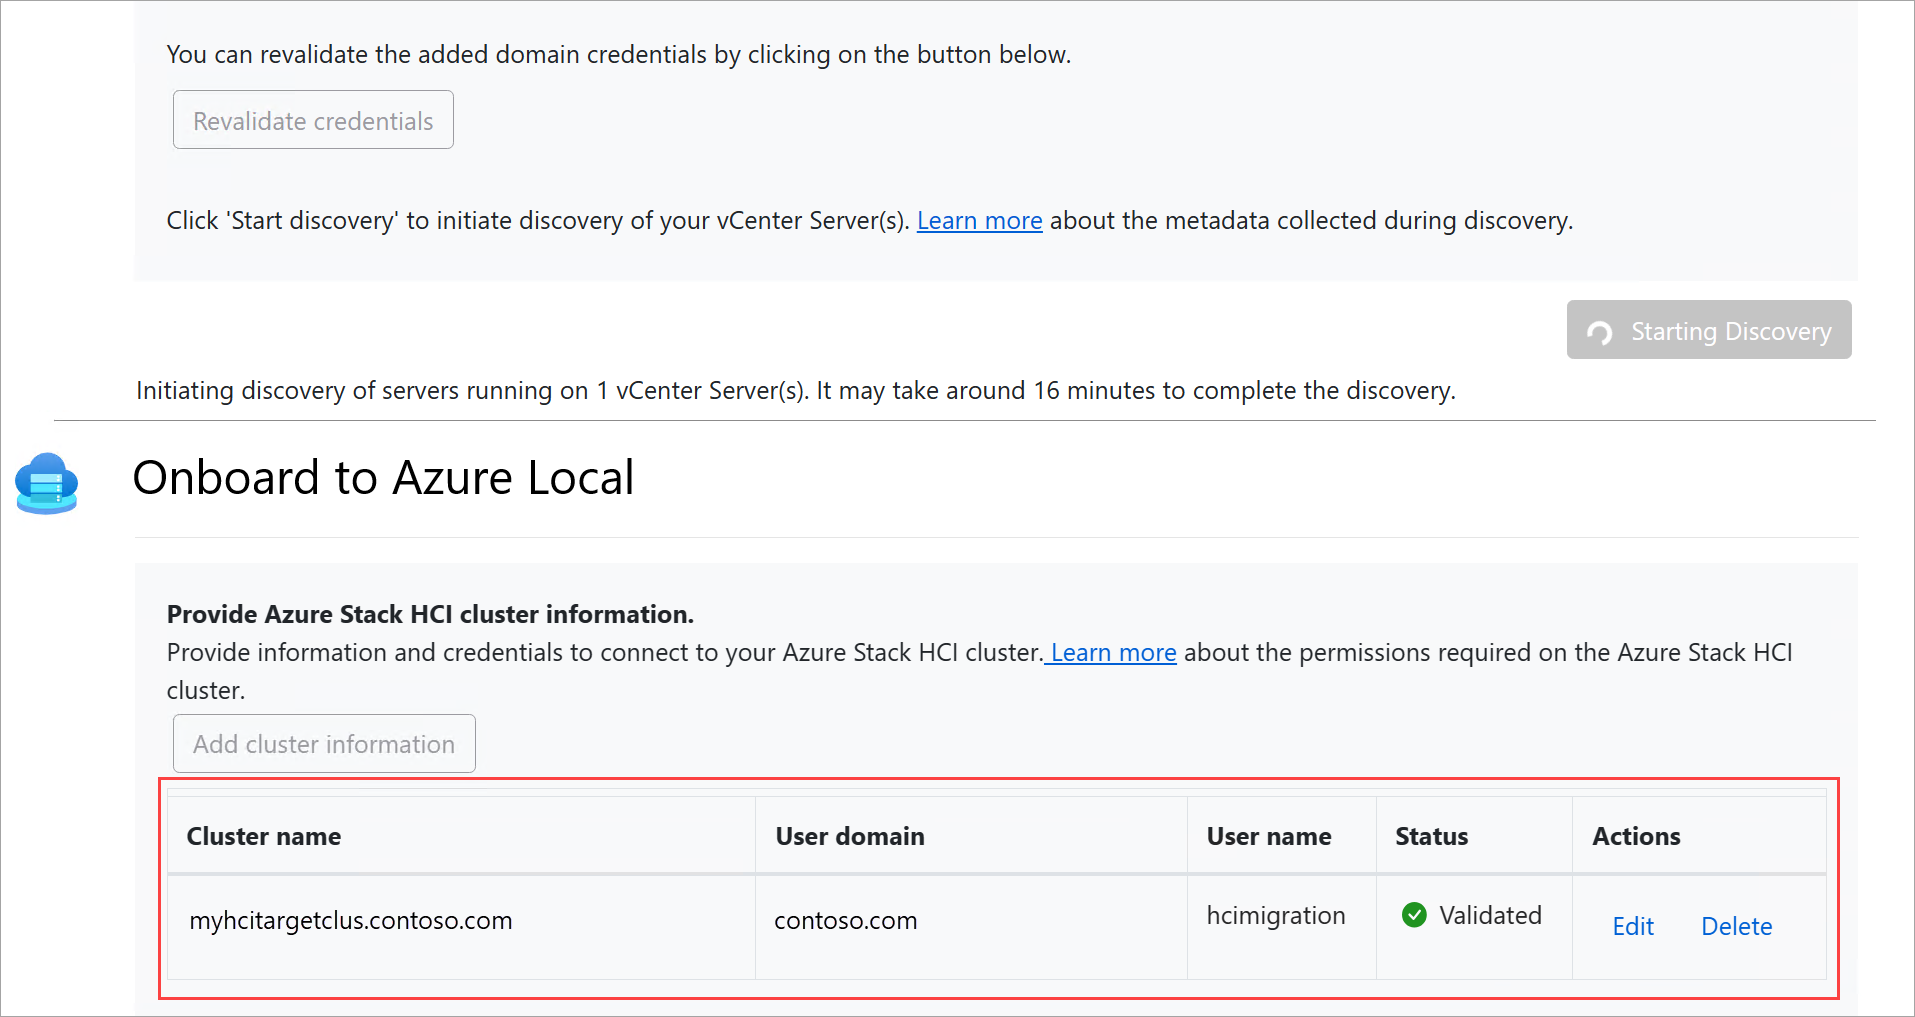 You can revalidate the added domain credentials by clicking on the button below.
Revalidate credentials
Click 'Start discovery' to initiate discovery of your vCenter Server(s). Learn more about the metadata collected during discovery.
Starting Discovery
Initiating discovery of servers running on 1 vCenter Server(s). It may take around 16 minutes to complete the discovery.
Onboard to Azure Local
Provide Azure Stack HCI cluster information.
Provide information and credentials to connect to your Azure Stack HCI cluster. Learn more about the permissions required on the Azure Stack HCI
cluster.
Add cluster information
Cluster name User domain User name Status Actions
myhcitargetclus.contoso.com contoso.com hcimigration Validated Edit Delete